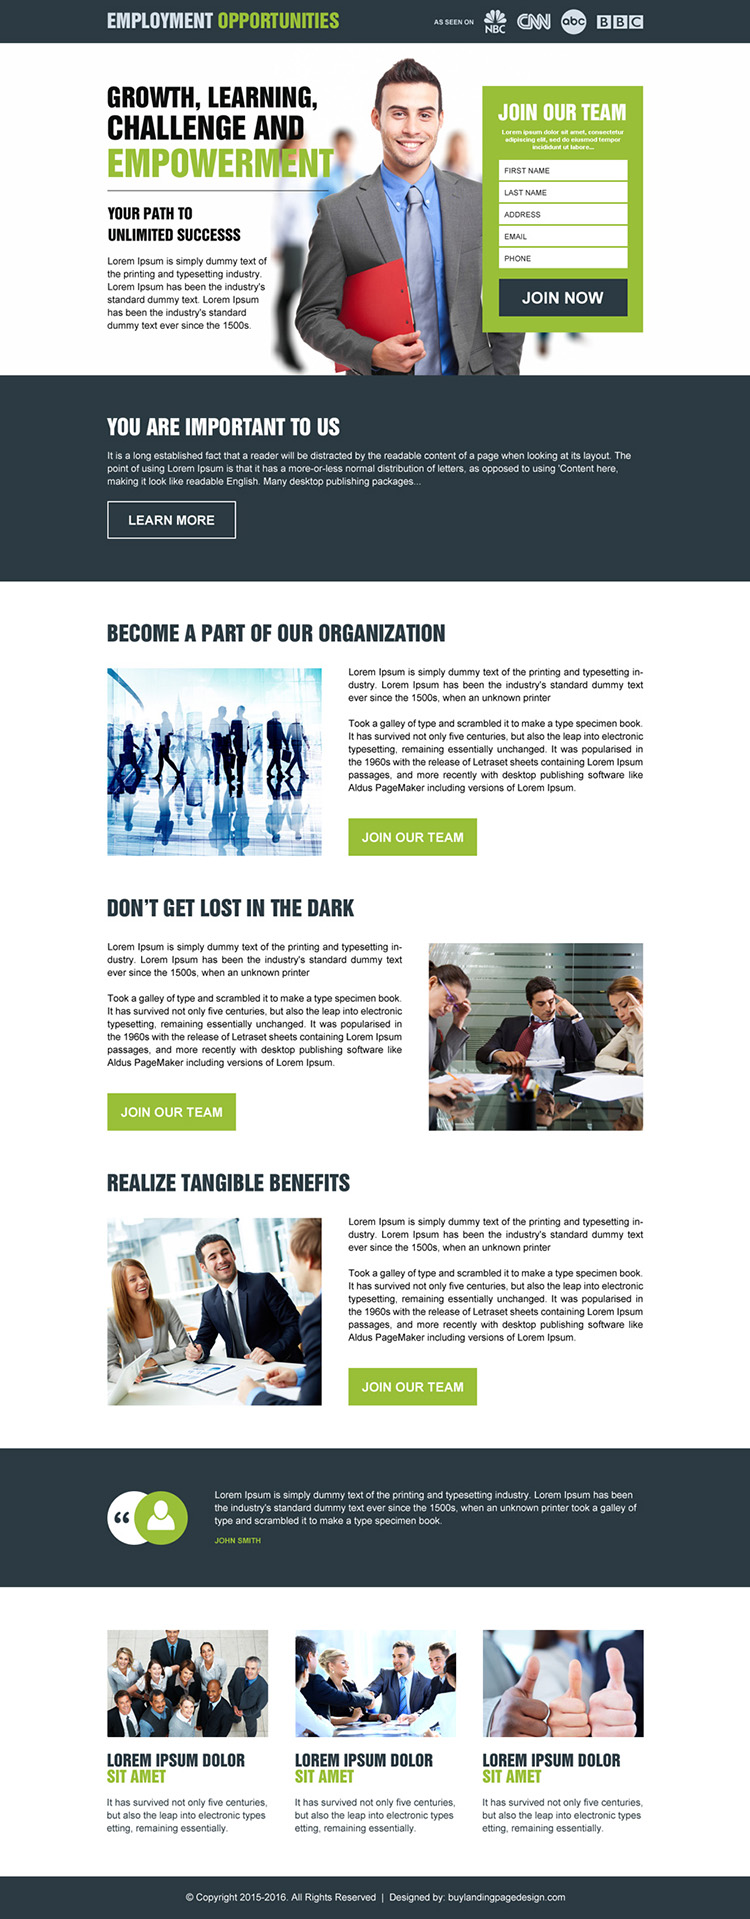 EMPLOYMENT OPPORTUNITIES
AS SEEN ON NBC CNN abc BBC
GROWTH, LEARNING,
CHALLENGE AND
EMPOWERMENT
YOUR PATH TO
UNLIMITED SUCCESSS
Lorem Ipsum is simply dummy text of
the printing and typesetting industry.
Lorem Ipsum has been the industry's
standard dummy text. Lorem Ipsum
has been the industry's standard
dummy text ever since the 1500s.
JOIN OUR TEAM
Lorem ipsum dolor sit amet, consectetur
adipiscing elit, sed do eiusmod tempor
incididunt ut labore...
FIRST NAME
LAST NAME
ADDRESS
EMAIL
PHONE
JOIN NOW
YOU ARE IMPORTANT TO US
It is a long established fact that a reader will be distracted by the readable content of a page when looking at its layout. The
point of using Lorem Ipsum is that it has a more-or-less normal distribution of letters, as opposed to using 'Content here,
making it look like readable English. Many desktop publishing packages...
LEARN MORE
BECOME A PART OF OUR ORGANIZATION
Lorem Ipsum is simply dummy text of the printing and typesetting in-
dustry. Lorem Ipsum has been the industry's standard dummy text
ever since the 1500s, when an unknown printer
Took a galley of type and scrambled it to make a type specimen book.
It has survived not only five centuries, but also the leap into electronic
typesetting, remaining essentially unchanged. It was popularised in
the 1960s with the release of Letraset sheets containing Lorem Ipsum
passages, and more recently with desktop publishing software like
Aldus PageMaker including versions of Lorem Ipsum.
JOIN OUR TEAM
DON'T GET LOST IN THE DARK
Lorem Ipsum is simply dummy text of the printing and typesetting in-
dustry. Lorem Ipsum has been the industry's standard dummy text
ever since the 1500s, when an unknown printer
Took a galley of type and scrambled it to make a type specimen book.
It has survived not only five centuries, but also the leap into electronic
typesetting, remaining essentially unchanged. It was popularised in
the 1960s with the release of Letraset sheets containing Lorem Ipsum
passages, and more recently with desktop publishing software like
Aldus PageMaker including versions of Lorem Ipsum.
JOIN OUR TEAM
REALIZE TANGIBLE BENEFITS
Lorem Ipsum is simply dummy text of the printing and typesetting in-
dustry. Lorem Ipsum has been the industry's standard dummy text
ever since the 1500s, when an unknown printer
Took a galley of type and scrambled it to make a type specimen book.
It has survived not only five centuries, but also the leap into electronic
typesetting, remaining essentially unchanged. It was popularised in
the 1960s with the release of Letraset sheets containing Lorem Ipsum
passages, and more recently with desktop publishing software like
Aldus PageMaker including versions of Lorem Ipsum.
JOIN OUR TEAM
Lorem Ipsum is simply dummy text of the printing and typesetting industry. Lorem Ipsum has been
the industry's standard dummy text ever since the 1500s, when an unknown printer took a galley of
type and scrambled it to make a type specimen book.
JOHN SMITH
LOREM IPSUM DOLOR
SIT AMET
It has survived not only five centuries,
but also the leap into electronic types
etting, remaining essentially.
LOREM IPSUM DOLOR
SIT AMET
It has survived not only five centuries,
but also the leap into electronic types
etting, remaining essentially.
LOREM IPSUM DOLOR
SIT AMET
It has survived not only five centuries,
but also the leap into electronic types
etting, remaining essentially.
© Copyright 2015-2016. All Rights Reserved | Designed by: buylandingpagedesign.com